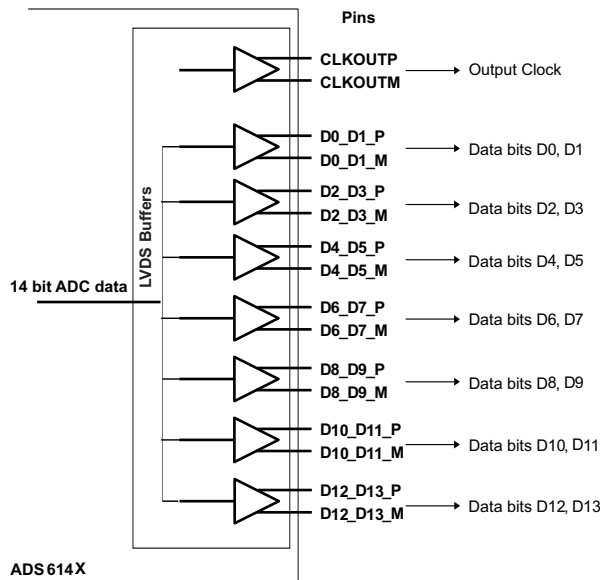 Pins
CLKOUTP
CLKOUTM
Output Clock
D0_D1_P
D0_D1_M
Data bits D0, D1
D2_D3_P
D2_D3_M
Data bits D2, D3
D4_D5_P
D4_D5_M
Data bits D4, D5
LVDS Buffers
14 bit ADC data
D6_D7_P
D6_D7_M
Data bits D6, D7
D8_D9_P
D8_D9_M
Data bits D8, D9
D10_D11_P
D10_D11_M
Data bits D10, D11
D12_D13_P
D12_D13_M
Data bits D12, D13
ADS614X